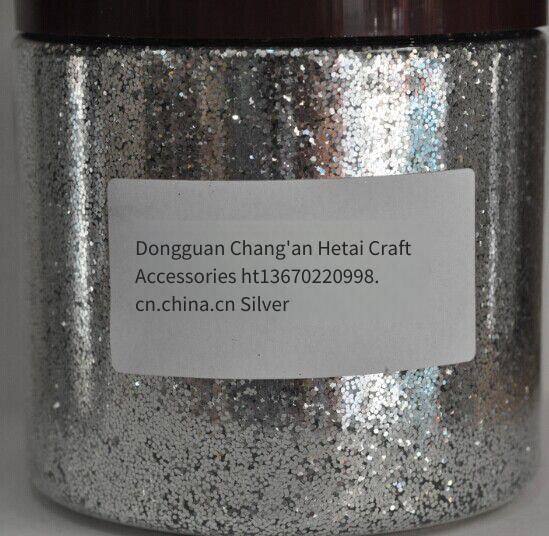 Dongguan Chang'an Hetai Craft
Accessories ht13670220998.
cn.china.cn Silver